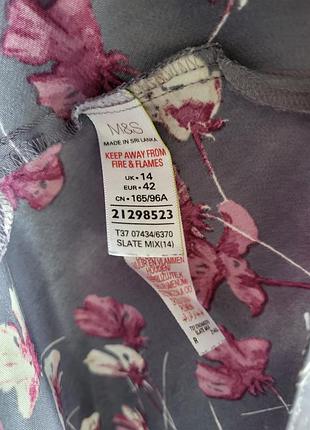 M&S
MADE IN SRI LANKA
KEEP AWAY FROM
FIRE & FLAMES
UK • 14
EUR • 42
CN • 165/96A
21298523
T37 07434/6370
SLATE MIX(14)
VLAMMEN
R